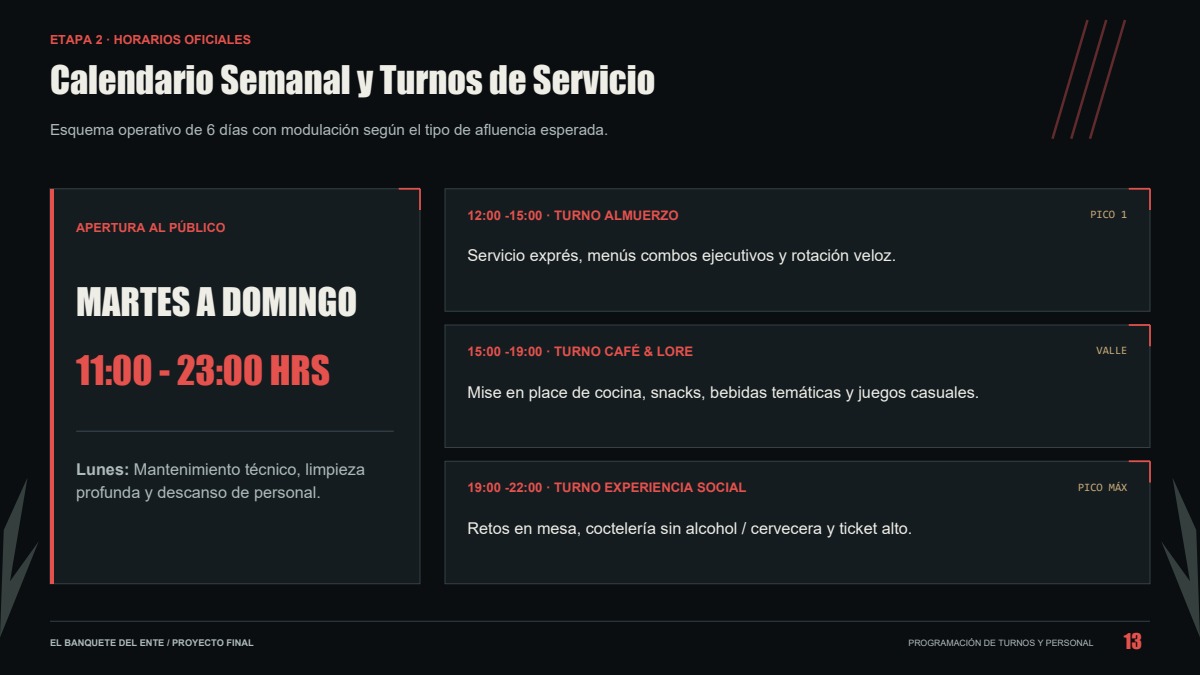 ETAPA 2 · HORARIOS OFICIALES
Calendario Semanal y Turnos de Servicio
Esquema operativo de 6 días con modulación según el tipo de afluencia esperada.
APERTURA AL PÚBLICO
MARTES A DOMINGO
11:00 - 23:00 HRS
Lunes: Mantenimiento técnico, limpieza
profunda y descanso de personal.
12:00 -15:00 · TURNO ALMUERZO
PICO 1
Servicio exprés, menús combos ejecutivos y rotación veloz.
15:00 -19:00 · TURNO CAFÉ & LORE
VALLE
Mise en place de cocina, snacks, bebidas temáticas y juegos casuales.
19:00 -22:00 · TURNO EXPERIENCIA SOCIAL
PICO MÁX
Retos en mesa, coctelería sin alcohol / cervecera y ticket alto.
EL BANQUETE DEL ENTE / PROYECTO FINAL
PROGRAMACIÓN DE TURNOS Y PERSONAL
13